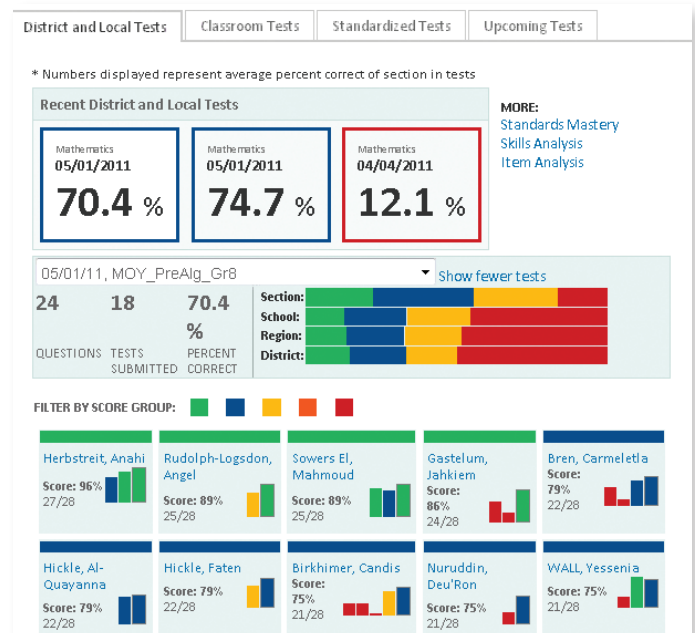 District and Local Tests
Classroom Tests
Standardized Tests
Upcoming Tests
* Numbers displayed represent average percent correct of section in tests
Recent District and Local Tests
Mathematics
05/01/2011
70.4 %
Mathematics
05/01/2011
74.7 %
Mathematics
04/04/2011
12.1 %
MORE:
Standards Mastery
Skills Analysis
Item Analysis
05/01/11, MOY_PreAlg_Gr8
Show fewer tests
24
QUESTIONS
18
TESTS
SUBMITTED
70.4
%
PERCENT
CORRECT
Section:
School:
Region:
District:
FILTER BY SCORE GROUP:
Herbstreit, Anahi
Score: 96%
27/28
Rudolph-Logsdon,
Angel
Score: 89%
25/28
Sowers El,
Mahmoud
Score: 89%
25/28
Gastelum,
Jahkiem
Score:
86%
24/28
Bren, Carmeletla
Score:
79%
22/28
Hickle, Al-
Quayanna
Score: 79%
22/28
Hickle, Faten
Score: 79%
22/28
Birkhimer, Candis
Score:
75%
21/28
Nuruddin,
Deu'Ron
Score: 75%
21/28
WALL, Yessenia
Score: 75%
21/28